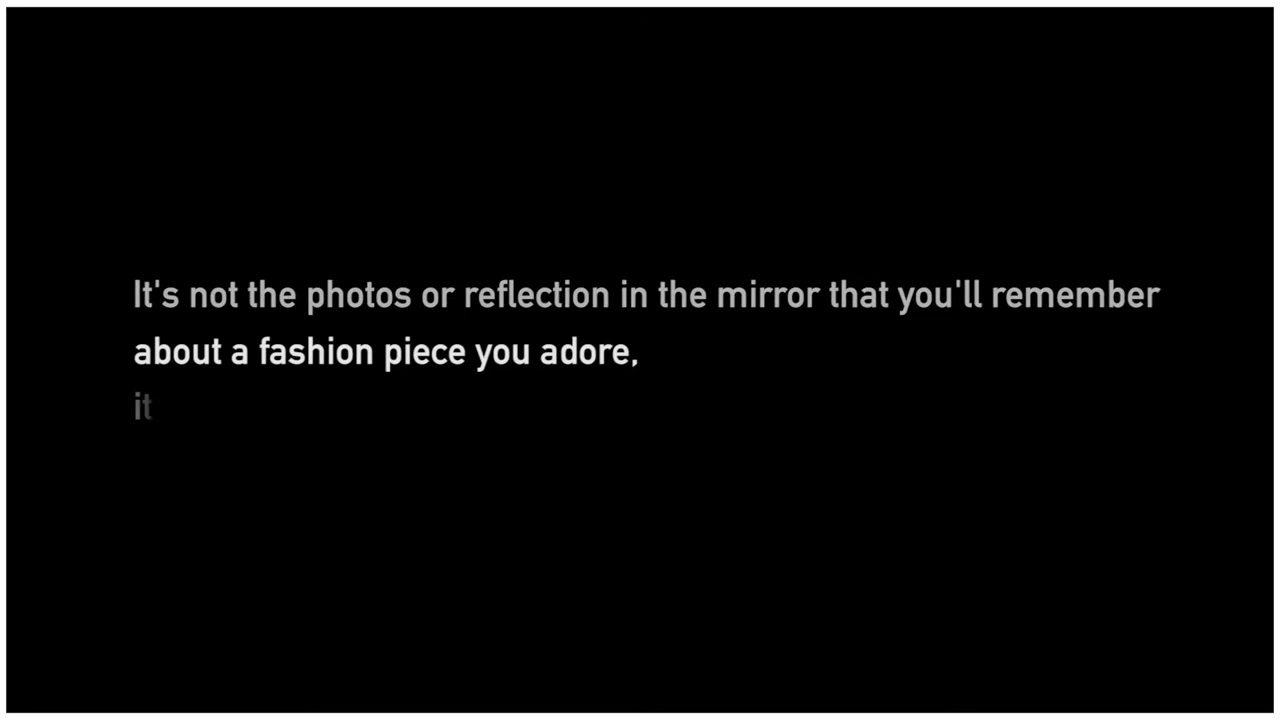 It's not the photos or reflection in the mirror that you'll remember
about a fashion piece you adore,
it